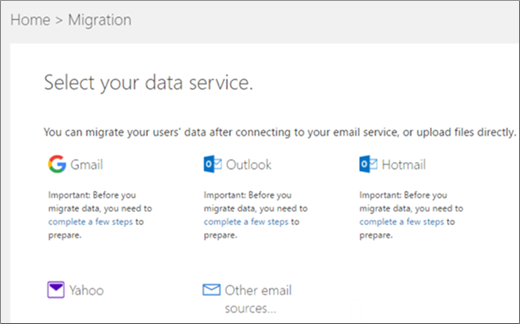 Home > Migration
Select your data service.
You can migrate your users' data after connecting to your email service, or upload files directly.
Gmail
Important: Before you
migrate data, you need to
complete a few steps to
prepare.
Outlook
Important: Before you
migrate data, you need to
complete a few steps to
prepare.
Hotmail
Important: Before you
migrate data, you need to
complete a few steps to
prepare.
Yahoo
Other email
sources...